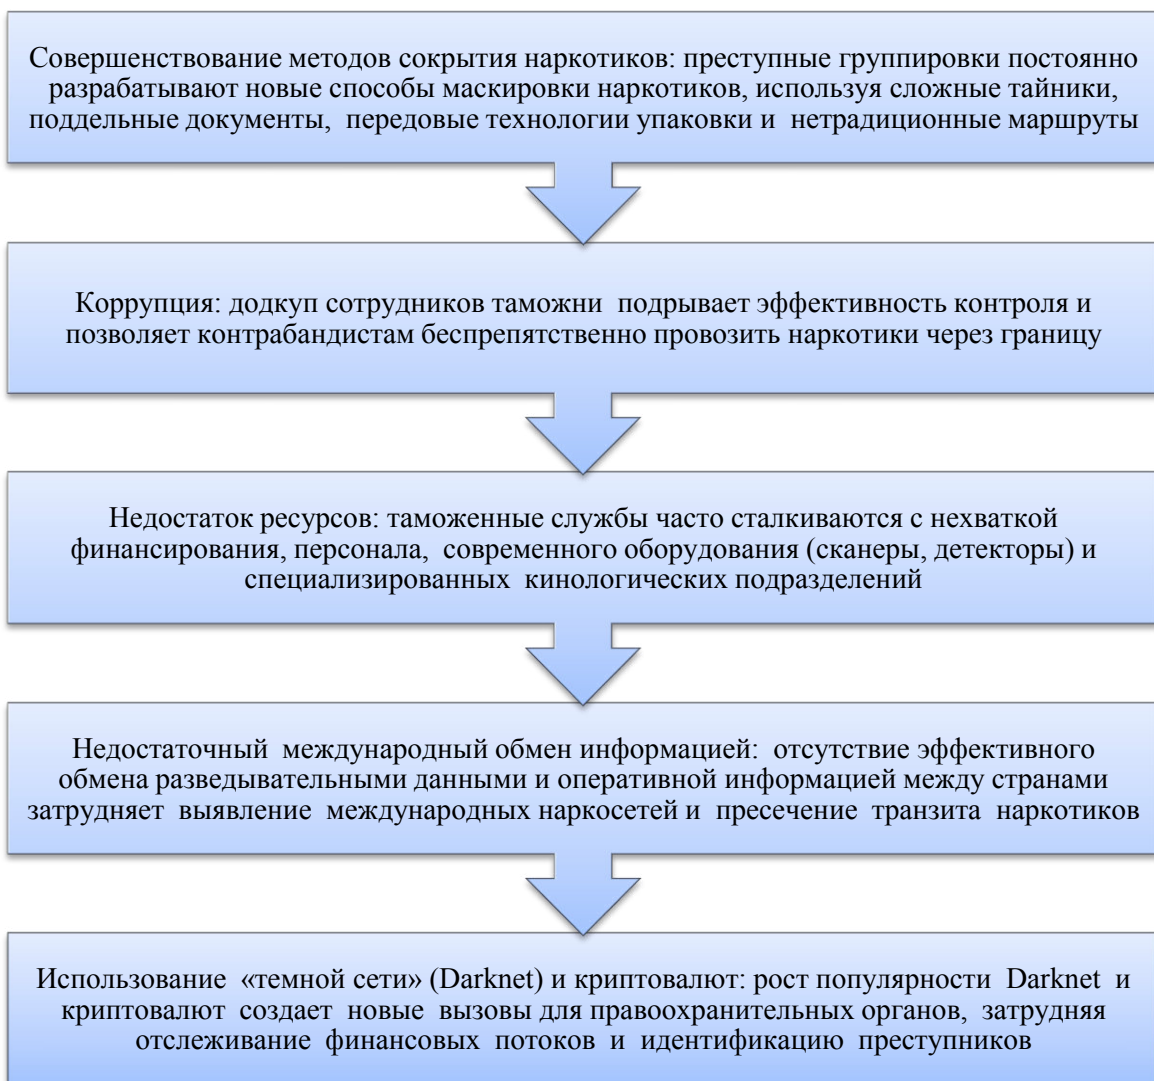 Совершенствование методов сокрытия наркотиков: преступные группировки постоянно
разрабатывают новые способы маскировки наркотиков, используя сложные тайники,
поддельные документы, передовые технологии упаковки и нетрадиционные маршруты
Коррупция: додкуп сотрудников таможни подрывает эффективность контроля и
позволяет контрабандистам беспрепятственно провозить наркотики через границу
Недостаток ресурсов: таможенные службы часто сталкиваются с нехваткой
финансирования, персонала, современного оборудования (сканеры, детекторы) и
специализированных кинологических подразделений
Недостаточный международный обмен информацией: отсутствие эффективного
обмена разведывательными данными и оперативной информацией между странами
затрудняет выявление международных наркосетей и пресечение транзита наркотиков
Использование «темной сети» (Darknet) и криптовалют: рост популярности Darknet и
криптовалют создает новые вызовы для правоохранительных органов, затрудняя
отслеживание финансовых потоков и идентификацию преступников